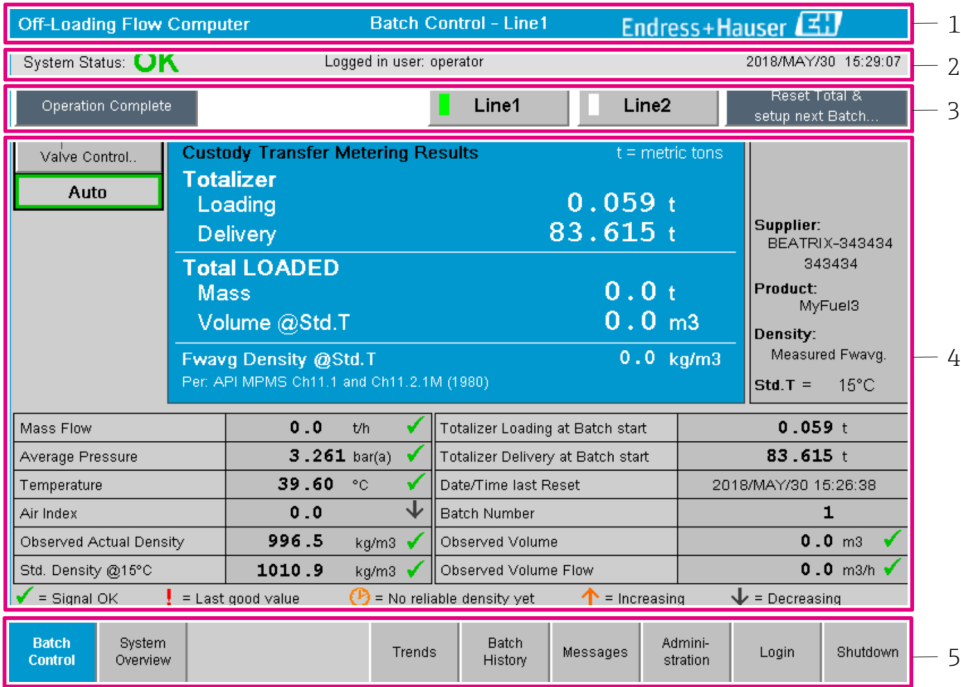 Off-Loading Flow Computer Batch Control - Line1 Endress+Hauser EH 1
System Status: OK Logged in user: operator 2018/MAY/30 15:29:07 2
Operation Complete Line1 Line2 Reset Total &
setup next Batch... 3
Valve Control..
Auto
Custody Transfer Metering Results t = metric tons
Totalizer
Loading 0.059 t
Delivery 83.615 t
Total LOADED
Mass 0.0 t
Volume @Std.T 0.0 m3
Fwavg Density @Std.T 0.0 kg/m3
Per: API MPMS Ch11.1 and Ch11.2.1M (1980)
Supplier:
BEATRIX-343434
343434
Product:
MyFuel3
Density:
Measured Fwavg.
Std.T = 15°C
4
Mass Flow 0.0 t/h ✓ Totalizer Loading at Batch start 0.059 t
Average Pressure 3.261 bar(a) ✓ Totalizer Delivery at Batch start 83.615 t
Temperature 39.60 °C ✓ Date/Time last Reset 2018/MAY/30 15:26:38
Air Index 0.0 ↓ Batch Number 1
Observed Actual Density 996.5 kg/m3 ✓ Observed Volume 0.0 m3 ✓
Std. Density @15°C 1010.9 kg/m3 ✓ Observed Volume Flow 0.0 m3/h ✓
✓ = Signal OK ! = Last good value = No reliable density yet ↑ = Increasing ↓ = Decreasing
Batch
Control
System
Overview
Trends
Batch
History
Messages
Admini-
stration
Login
Shutdown
5